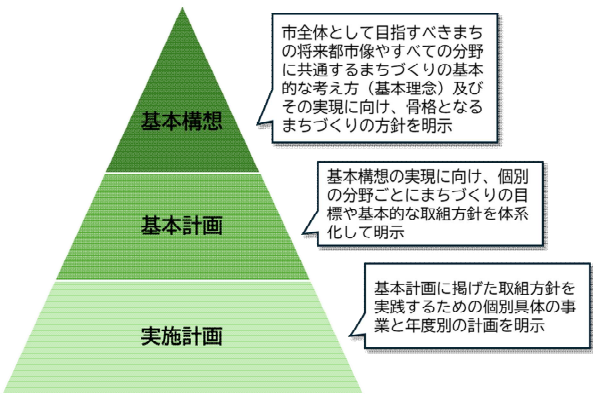 基本構想
市全体として目指すべきまち
の将来都市像やすべての分野
に共通するまちづくりの基本
的な考え方（基本理念）及び
その実現に向け、骨格となる
まちづくりの方針を明示
基本計画
基本構想の実現に向け、個別
の分野ごとにまちづくりの目
標や基本的な取組方針を体系
化して明示
実施計画
基本計画に掲げた取組方針を
実践するための個別具体の事
業と年度別の計画を明示